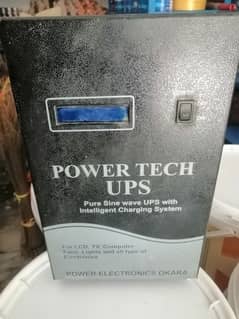 POWER TECH
UPS
Pure Sine wave UPS with
Intelligent Charging System
For LCD, TV, Computer
Fans, Lights and all type of
Electronics
POWER ELECTRONICS OKARA